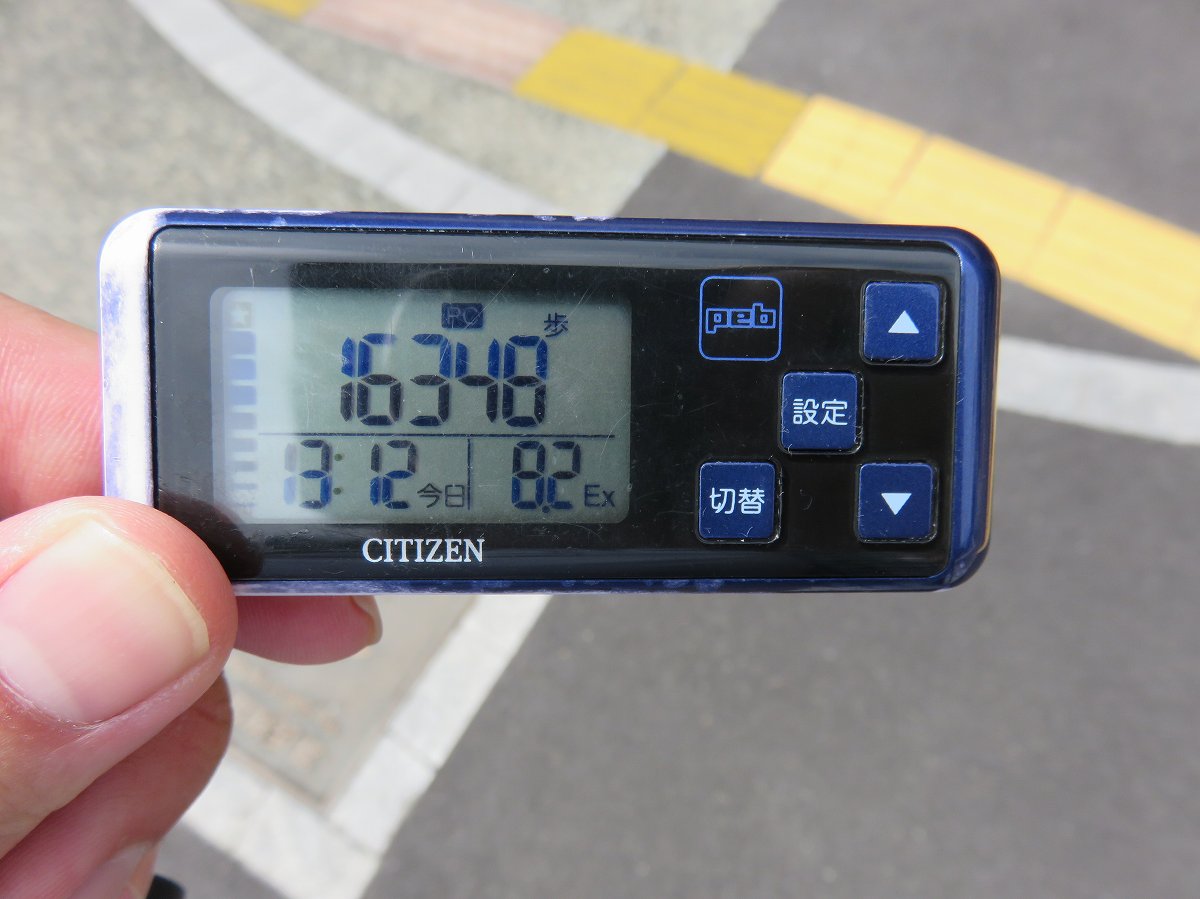 PC
16348 歩
13:12 今日 8.2 Ex
CITIZEN
peb
▲
設定
切替
▼